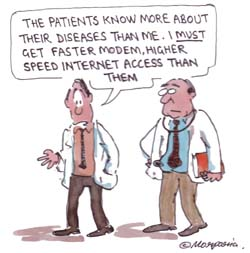 THE PATIENTS KNOW MORE ABOUT
THEIR DISEASES THAN ME. I MUST
GET FASTER MODEM, HIGHER
SPEED INTERNET ACCESS THAN
THEM